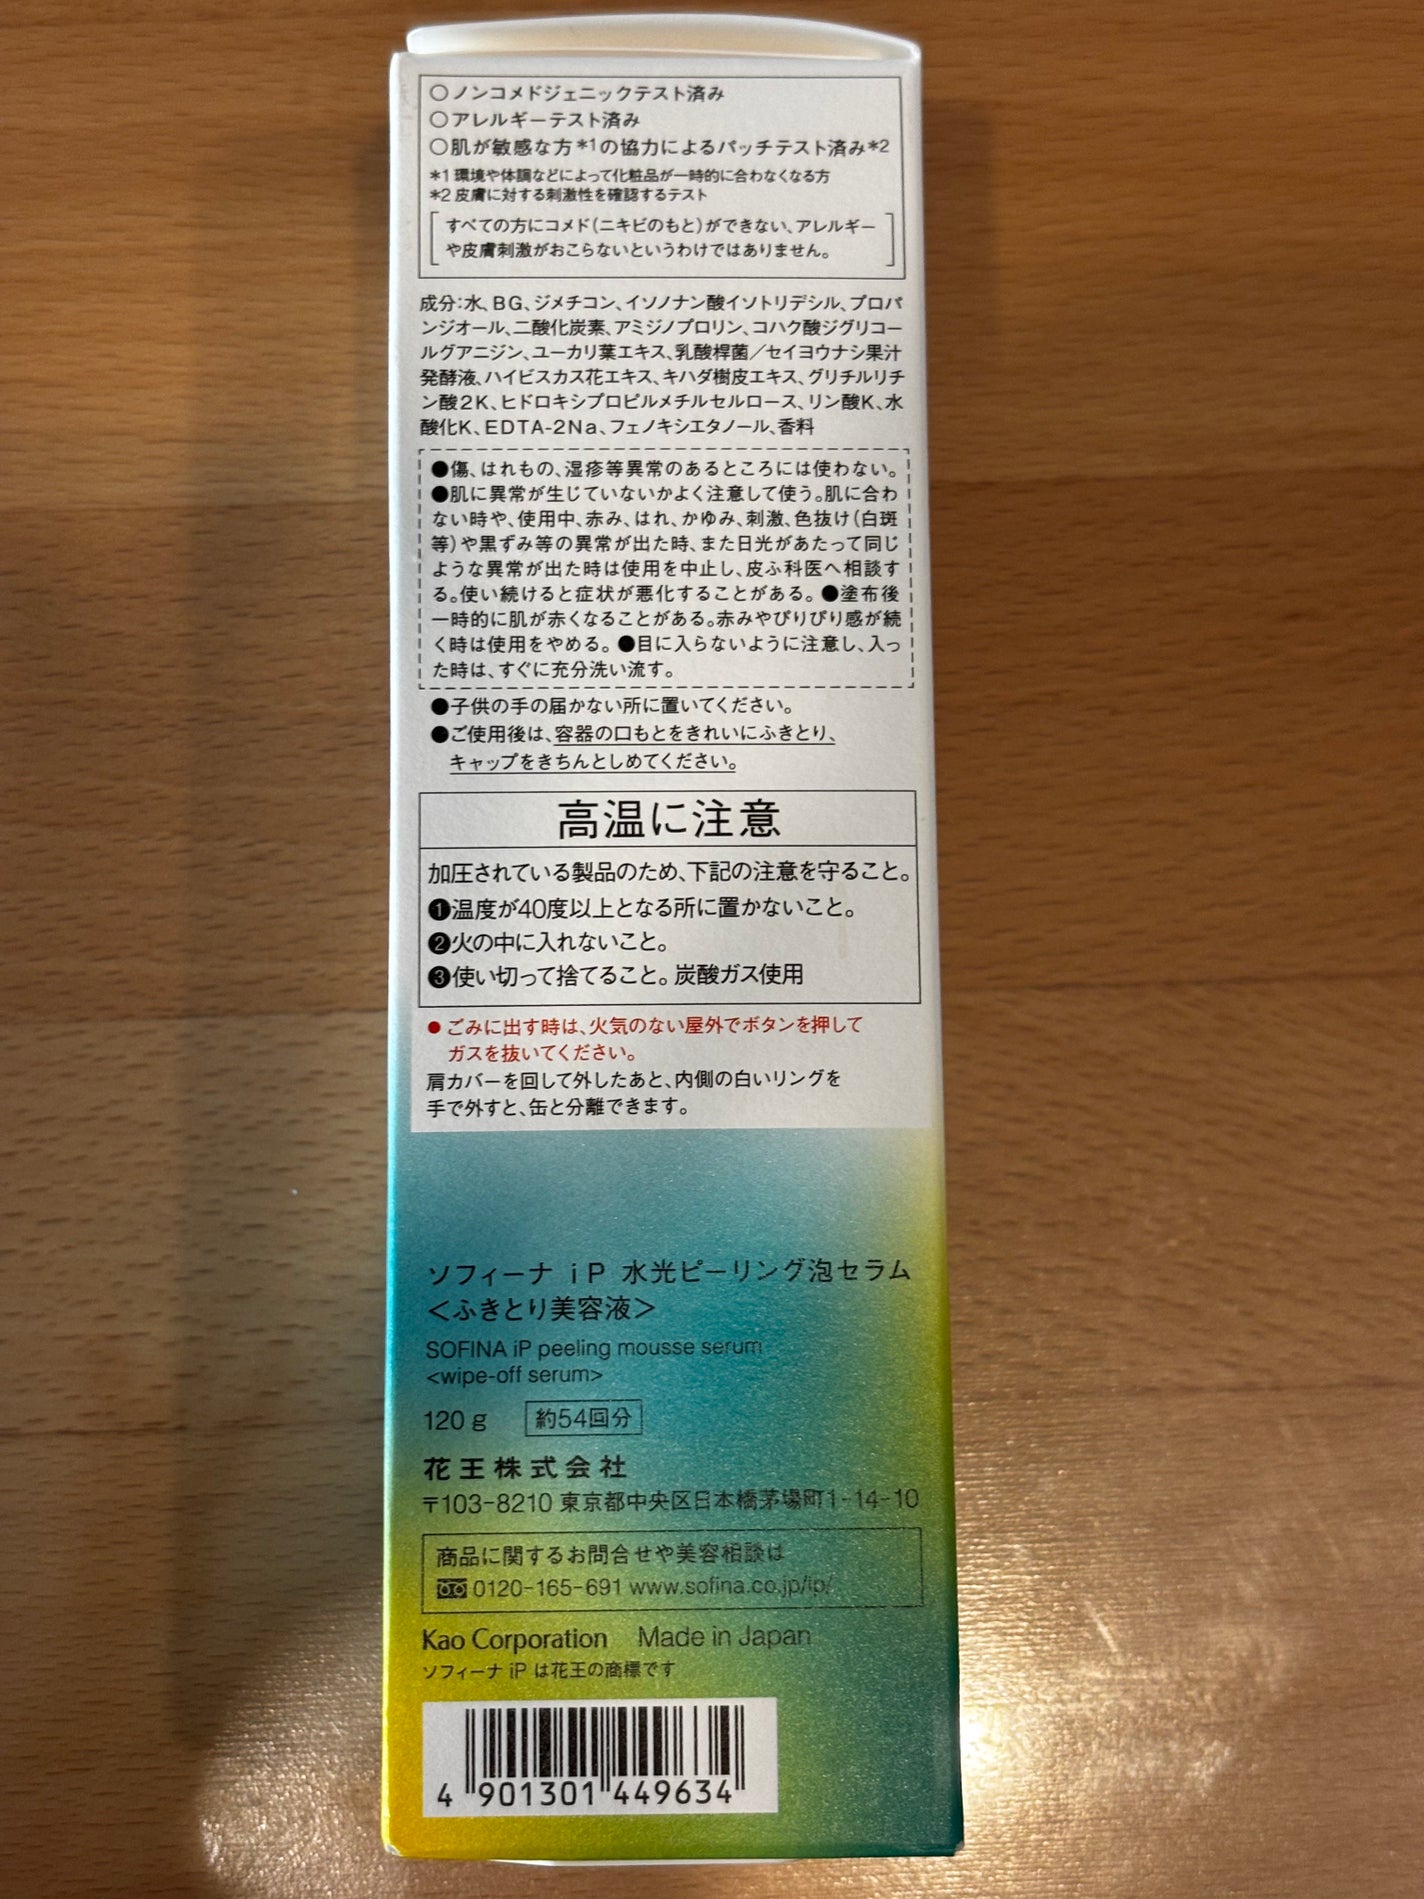 ○ノンコメドジェニックテスト済み
○アレルギーテスト済み
○肌が敏感な方*1の協力によるパッチテスト済み*2
*1 環境や体調などによって化粧品が一時的に合わなくなる方
*2 皮膚に対する刺激性を確認するテスト
すべての方にコメド(ニキビのもと)ができない、アレルギー
や皮膚刺激がおこらないというわけではありません。
成分:水、BG、ジメチコン、イソノナン酸イソトリデシル、プロパ
ンジオール、二酸化炭素、アミジノプロリン、コハク酸ジグリコー
ルグアニジン、ユーカリ葉エキス、乳酸桿菌/セイヨウナシ果汁
発酵液、ハイビスカス花エキス、キハダ樹皮エキス、グリチルリチ
ン酸2K、ヒドロキシプロピルメチルセルロース、リン酸K、水
酸化K、EDTA-2Na、フェノキシエタノール、香料
●傷、はれもの、湿疹等異常のあるところには使わない。
●肌に異常が生じていないかよく注意して使う。肌に合わ
ない時や、使用中、赤み、はれ、かゆみ、刺激、色抜け(白斑
等)や黒ずみ等の異常が出た時、また日光があたって同じ
ような異常が出た時は使用を中止し、皮ふ科医へ相談す
る。使い続けると症状が悪化することがある。●塗布後
一時的に肌が赤くなることがある。赤みやぴりぴり感が続
く時は使用をやめる。●目に入らないように注意し、入っ
た時は、すぐに充分洗い流す。
●子供の手の届かない所に置いてください。
●ご使用後は、容器の口もとをきれいにふきとり、
キャップをきちんとしめてください。
高温に注意
加圧されている製品のため、下記の注意を守ること。
❶温度が40度以上となる所に置かないこと。
❷火の中に入れないこと。
❸使い切って捨てること。炭酸ガス使用
●ごみに出す時は、火気のない屋外でボタンを押して
ガスを抜いてください。
肩カバーを回して外したあと、内側の白いリングを
手で外すと、缶と分離できます。
ソフィーナ iP 水光ピーリング泡セラム
<ふきとり美容液>
SOFINA iP peeling mousse serum
<wipe-off serum>
120 g 約54回分
花王株式会社
〒103-8210 東京都中央区日本橋茅場町1-14-10
商品に関するお問合せや美容相談は
0120-165-691 www.sofina.co.jp/ip/
Kao Corporation Made in Japan
ソフィーナ iP は花王の商標です
4 901301 449634